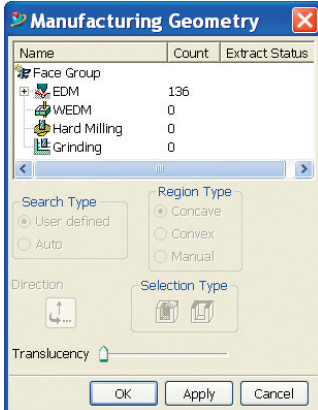 Manufacturing Geometry
Name Count Extract Status
Face Group
EDM 136
WEDM 0
Hard Milling 0
Grinding 0
Search Type
User defined
Auto
Region Type
Concave
Convex
Manual
Direction
Selection Type
Translucency
OK Apply Cancel